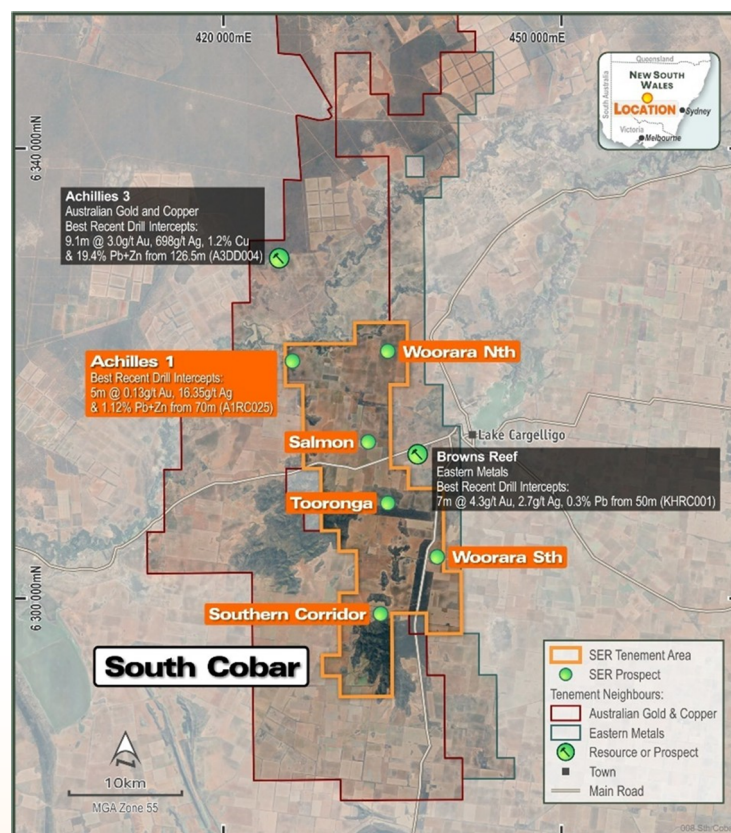 420 000mE
450 000mE
Queensland
South Australia
NEW SOUTH
WALES
LOCATION
Sydney
Victoria
Melbourne
6 340 000mN
Achillies 3
Australian Gold and Copper
Best Recent Drill Intercepts:
9.1m @ 3.0g/t Au, 698g/t Ag, 1.2% Cu
& 19.4% Pb+Zn from 126.5m (A3DD004)
Achilles 1
Best Recent Drill Intercepts:
5m @ 0.13g/t Au, 16.35g/t Ag
& 1.12% Pb+Zn from 70m (A1RC025)
Woorara Nth
Salmon
Lake Cargelligo
Browns Reef
Eastern Metals
Best Recent Drill Intercepts:
7m @ 4.3g/t Au, 2.7g/t Ag, 0.3% Pb from 50m (KHRC001)
Tooronga
Woorara Sth
6 300 000mN
Southern Corridor
South Cobar
SER Tenement Area
SER Prospect
Tenement Neighbours:
Australian Gold & Copper
Eastern Metals
Resource or Prospect
Town
Main Road
N
10km
MGA Zone 55